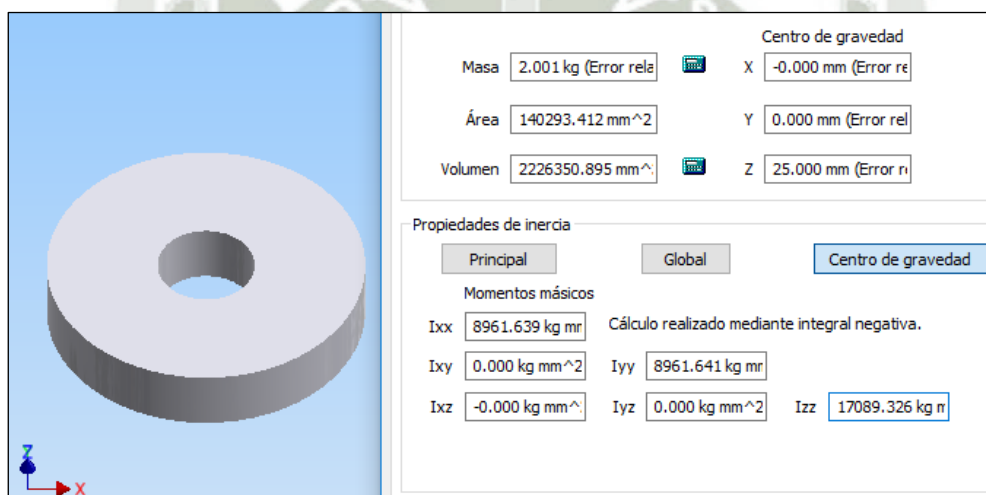 Centro de gravedad
Masa 2.001 kg (Error rela X -0.000 mm (Error re
Área 140293.412 mm^2 Y 0.000 mm (Error rel
Volumen 2226350.895 mm^ Z 25.000 mm (Error r
Propiedades de inercia
Principal Global Centro de gravedad
Momentos másicos
Ixx 8961.639 kg mr Cálculo realizado mediante integral negativa.
Ixy 0.000 kg mm^2 Iyy 8961.641 kg mr
Ixz -0.000 kg mm^ Iyz 0.000 kg mm^2 Izz 17089.326 kg m
Z
X